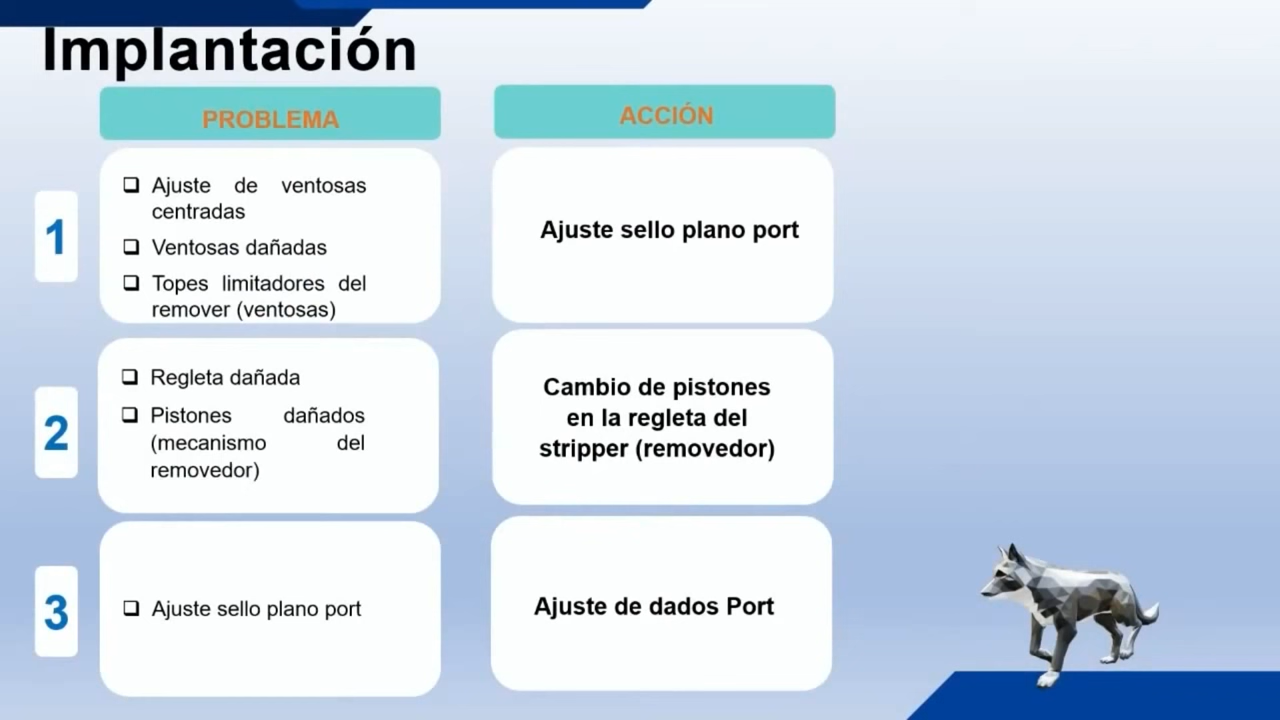 Implantación
PROBLEMA
ACCIÓN
1
❑ Ajuste de ventosas
centradas
❑ Ventosas dañadas
❑ Topes limitadores del
remover (ventosas)
Ajuste sello plano port
2
❑ Regleta dañada
❑ Pistones dañados
(mecanismo del
removedor)
Cambio de pistones
en la regleta del
stripper (removedor)
3
❑ Ajuste sello plano port
Ajuste de dados Port